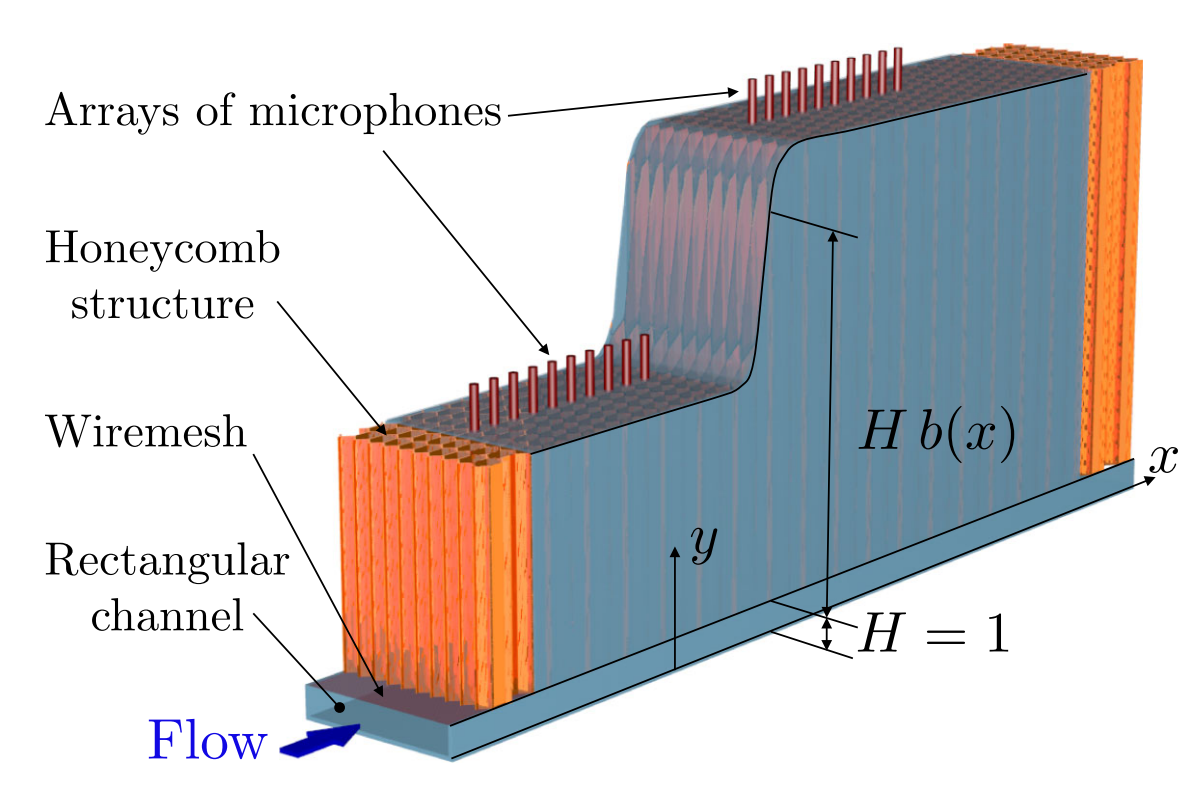 Arrays of microphones
Honeycomb
structure
Wiremesh
H b(x)
x
y
Rectangular
channel
H = 1
Flow